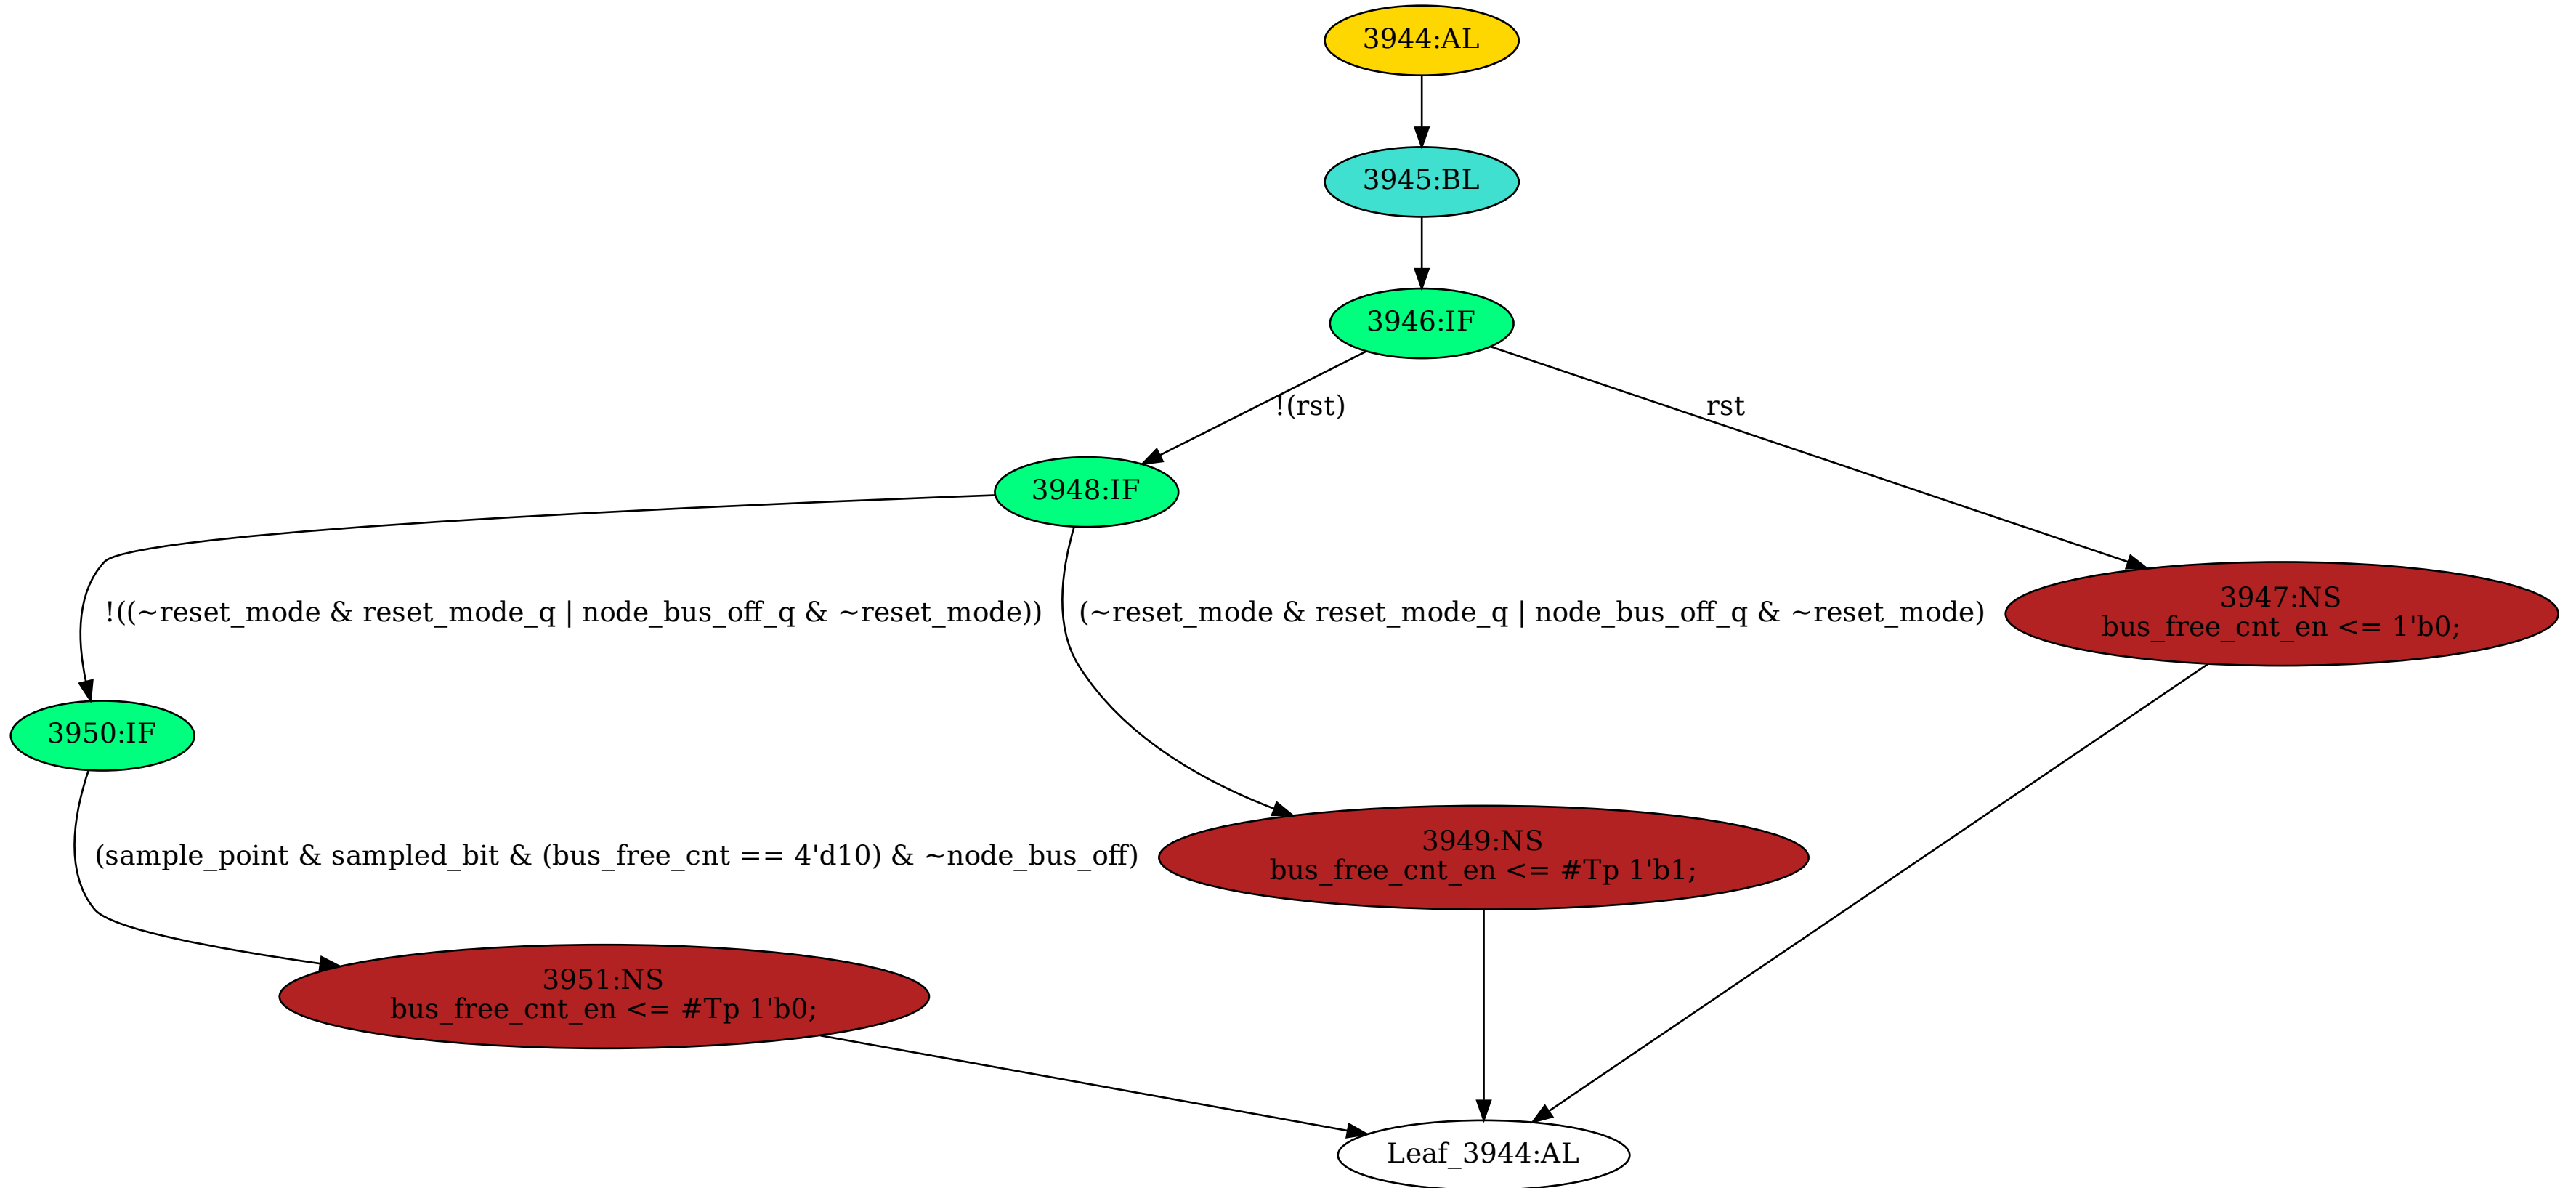 3944:AL
3945:BL
3946:IF
!(rst)
rst
3948:IF
!((~reset_mode & reset_mode_q | node_bus_off_q & ~reset_mode))
(~reset_mode & reset_mode_q | node_bus_off_q & ~reset_mode)
3947:NS
bus_free_cnt_en <= 1'b0;
3950:IF
(sample_point & sampled_bit & (bus_free_cnt == 4'd10) & ~node_bus_off)
3949:NS
bus_free_cnt_en <= #Tp 1'b1;
3951:NS
bus_free_cnt_en <= #Tp 1'b0;
Leaf_3944:AL